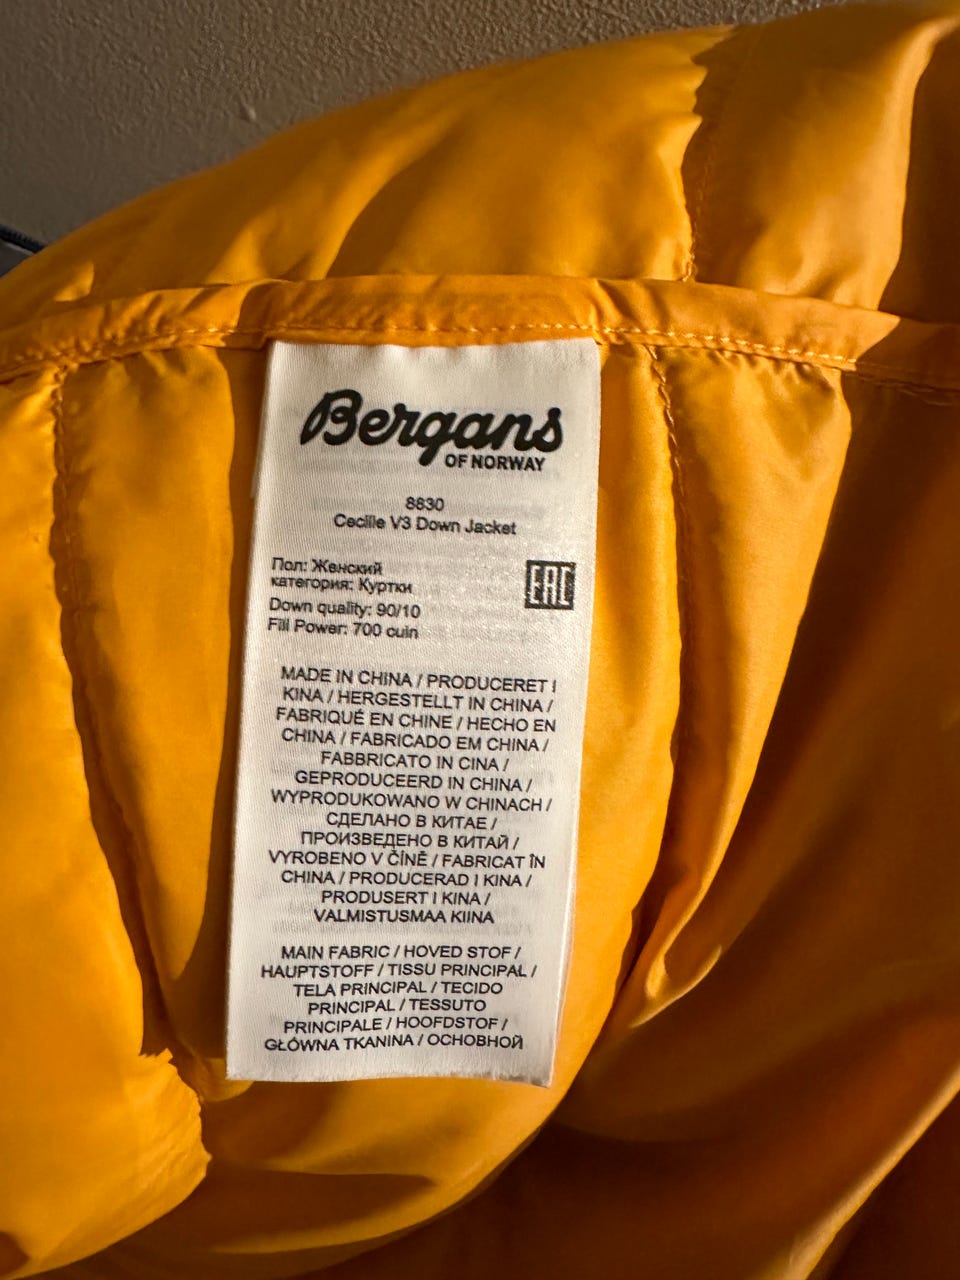 Bergans
OF NORWAY
8830
Cecilie V3 Down Jacket
Пол: Женский
категория: Куртки
EAC
Down quality: 90/10
Fill Power: 700 cuin
MADE IN CHINA / PRODUCERET I
KINA / HERGESTELLT IN CHINA /
FABRIQUÉ EN CHINE / HECHO EN
CHINA / FABRICADO EM CHINA /
FABBRICATO IN CINA /
GEPRODUCEERD IN CHINA /
WYPRODUKOWANO W CHINACH /
СДЕЛАНО В КИТАЕ /
ПРОИЗВЕДЕНО В КИТАЙ /
VYROBENO V ČÍNĚ / FABRICAT ÎN
CHINA / PRODUCERAD I KINA /
PRODUSERT I KINA /
VALMISTUSMAA KIINA
MAIN FABRIC / HOVED STOF /
HAUPTSTOFF / TISSU PRINCIPAL /
TELA PRINCIPAL / TECIDO
PRINCIPAL / TESSUTO
PRINCIPALE / HOOFDSTOF /
GŁÓWNA TKANINA / ОСНОВНОЙ